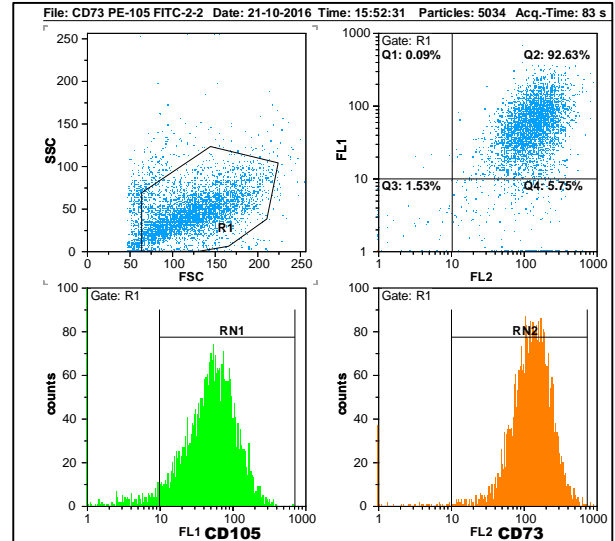 File: CD73 PE-105 FITC-2-2 Date: 21-10-2016 Time: 15:52:31 Particles: 5034 Acq.-Time: 83 s
250
200
150
100
50
0
SSC
R1
0 50 100 150 200 250
FSC
1000
100
10
1
FL1
Gate: R1
Q1: 0.09% Q2: 92.63%
Q3: 1.53% Q4: 5.75%
1 10 100 1000
FL2
100
80
60
40
20
0
counts
Gate: R1
RN1
1 10 100 1000
FL1 CD105
100
80
60
40
20
0
counts
Gate: R1
RN2
1 10 100 1000
FL2 CD73